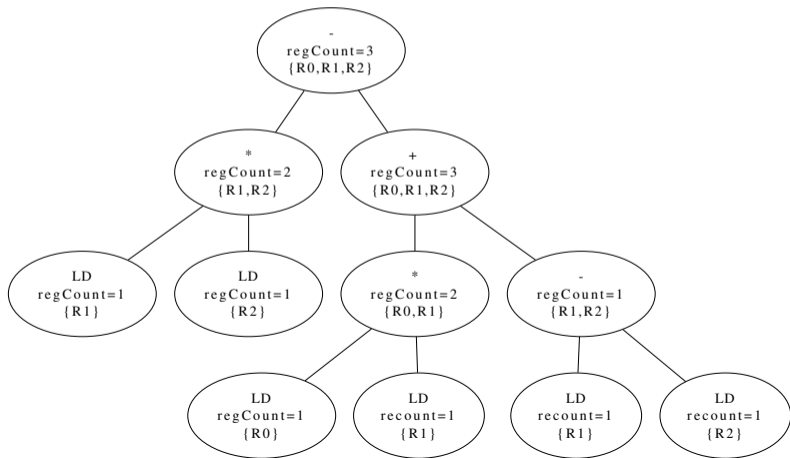 -
regCount=3
{R0,R1,R2}
*
regCount=2
{R1,R2}
+
regCount=3
{R0,R1,R2}
LD
regCount=1
{R1}
LD
regCount=1
{R2}
*
regCount=2
{R0,R1}
-
regCount=1
{R1,R2}
LD
regCount=1
{R0}
LD
recount=1
{R1}
LD
recount=1
{R1}
LD
recount=1
{R2}